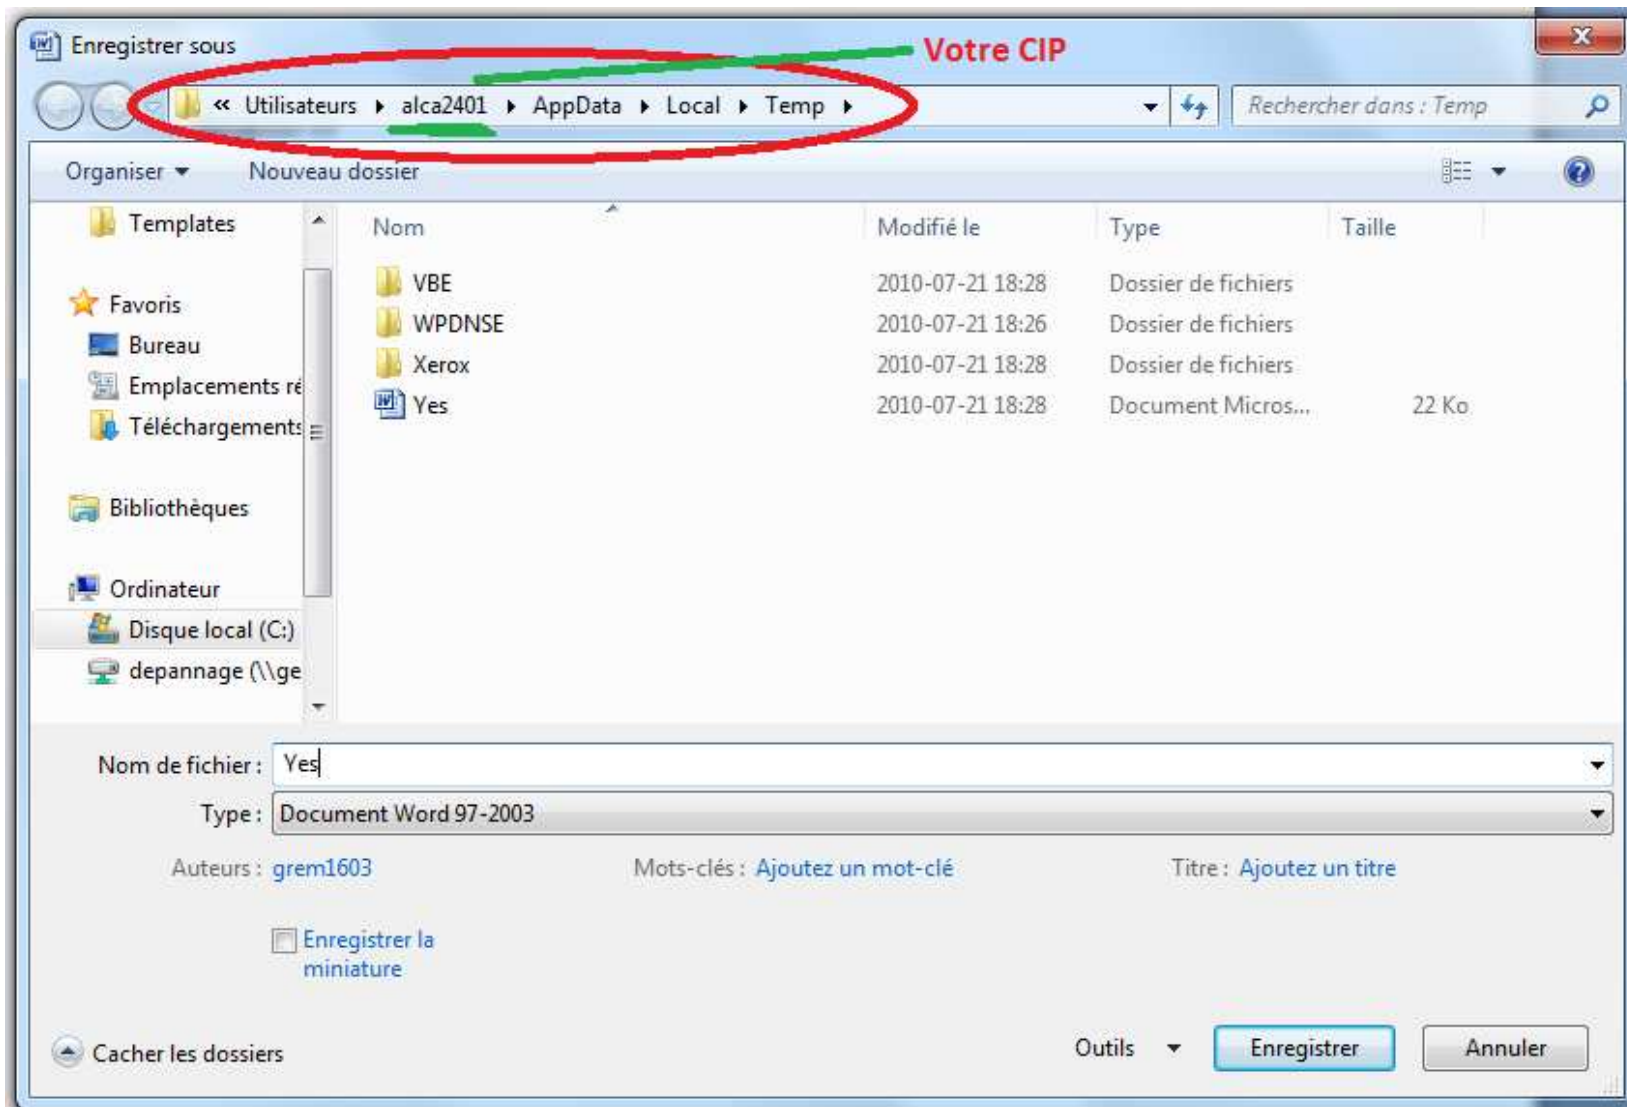 Enregistrer sous
Votre CIP
« Utilisateurs ▸ alca2401 ▸ AppData ▸ Local ▸ Temp ▸ Rechercher dans : Temp
Organiser ▼ Nouveau dossier
Templates
Favoris
Bureau
Emplacements ré
Téléchargements
Bibliothèques
Ordinateur
Disque local (C:)
depannage (\\ge
Nom Modifié le Type Taille
VBE 2010-07-21 18:28 Dossier de fichiers
WPDNSE 2010-07-21 18:26 Dossier de fichiers
Xerox 2010-07-21 18:28 Dossier de fichiers
Yes 2010-07-21 18:28 Document Micros... 22 Ko
Nom de fichier : Yes
Type : Document Word 97-2003
Auteurs : grem1603 Mots-clés : Ajoutez un mot-clé Titre : Ajoutez un titre
Enregistrer la
miniature
Cacher les dossiers Outils ▼ Enregistrer Annuler